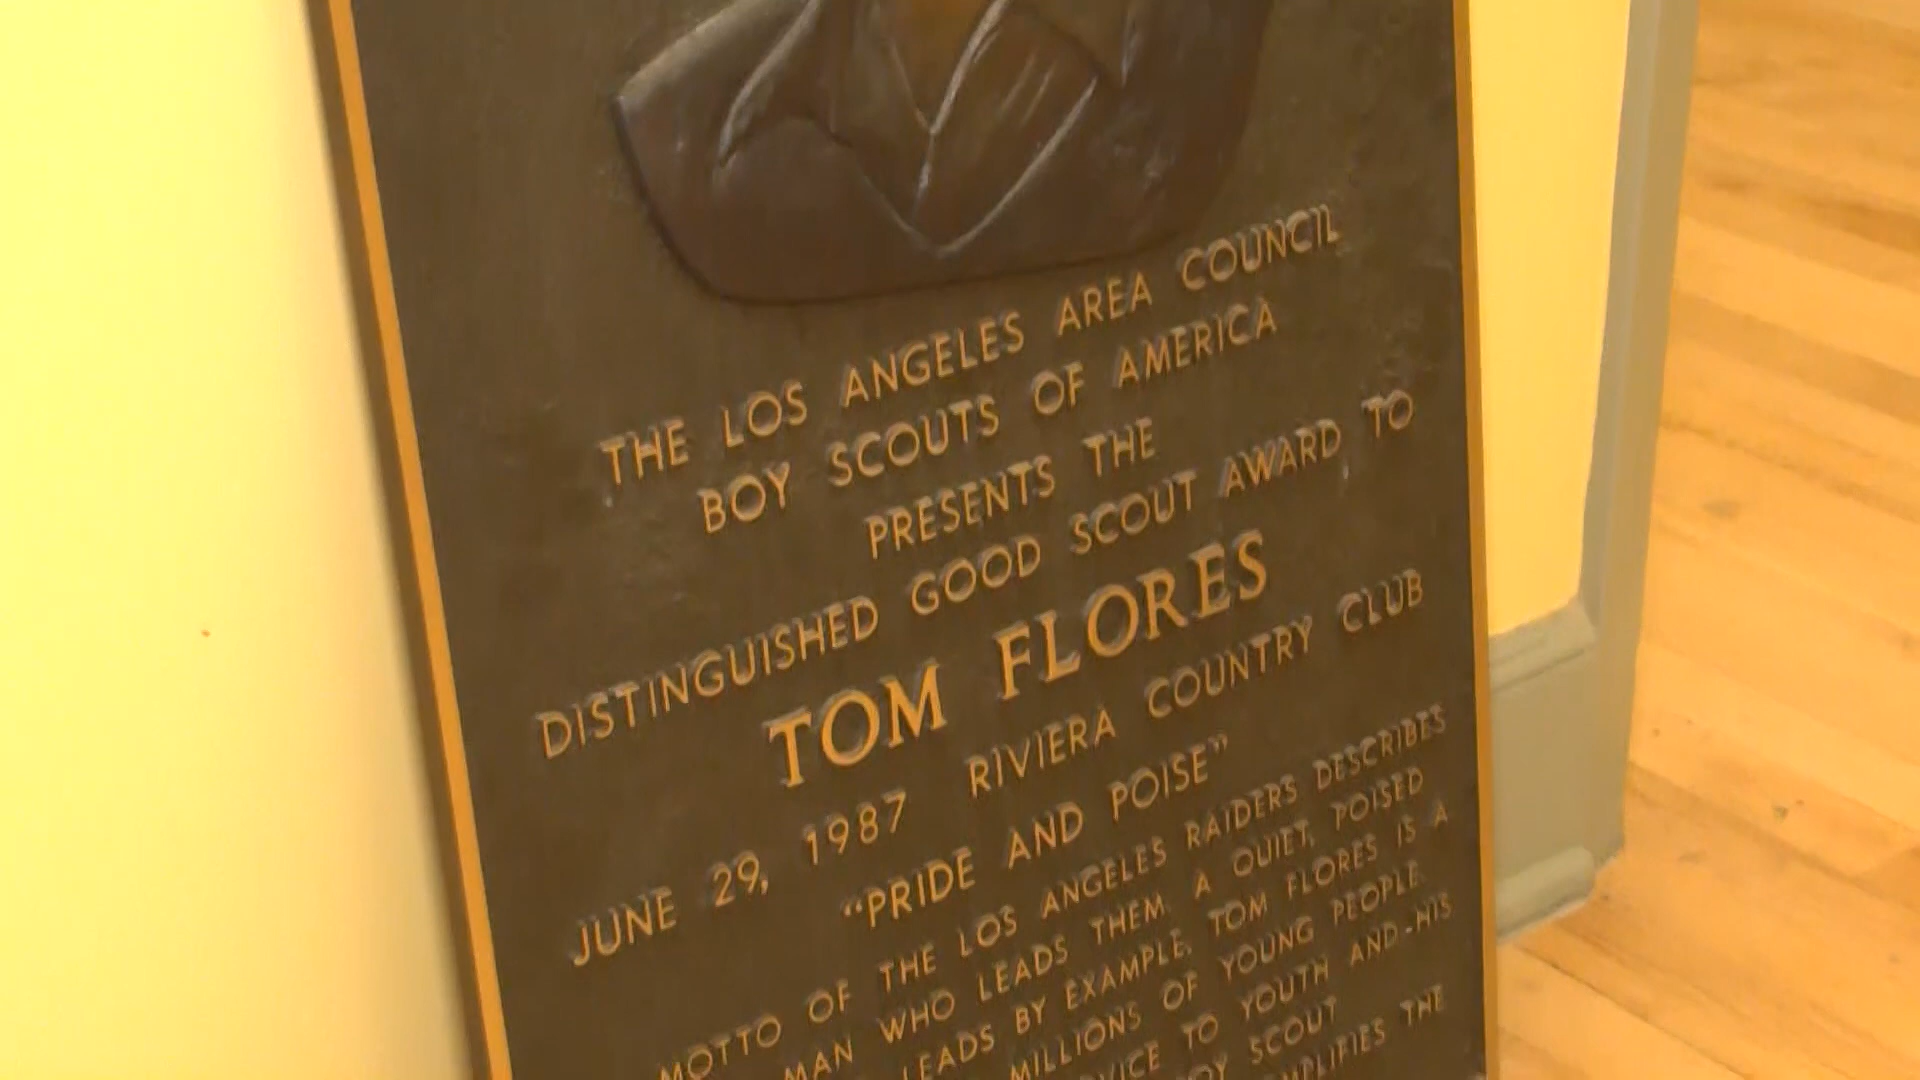 THE LOS ANGELES AREA COUNCIL
BOY SCOUTS OF AMERICA
PRESENTS THE
DISTINGUISHED GOOD SCOUT AWARD TO
TOM FLORES
JUNE 29, 1987 RIVIERA COUNTRY CLUB
“PRIDE AND POISE”
MOTTO OF THE LOS ANGELES RAIDERS DESCRIBES
MAN WHO LEADS THEM. A QUIET, POISED
LEADS BY EXAMPLE, TOM FLORES IS A
MILLIONS OF YOUNG PEOPLE
TO YOUTH AND HIS
SCOUT
THE